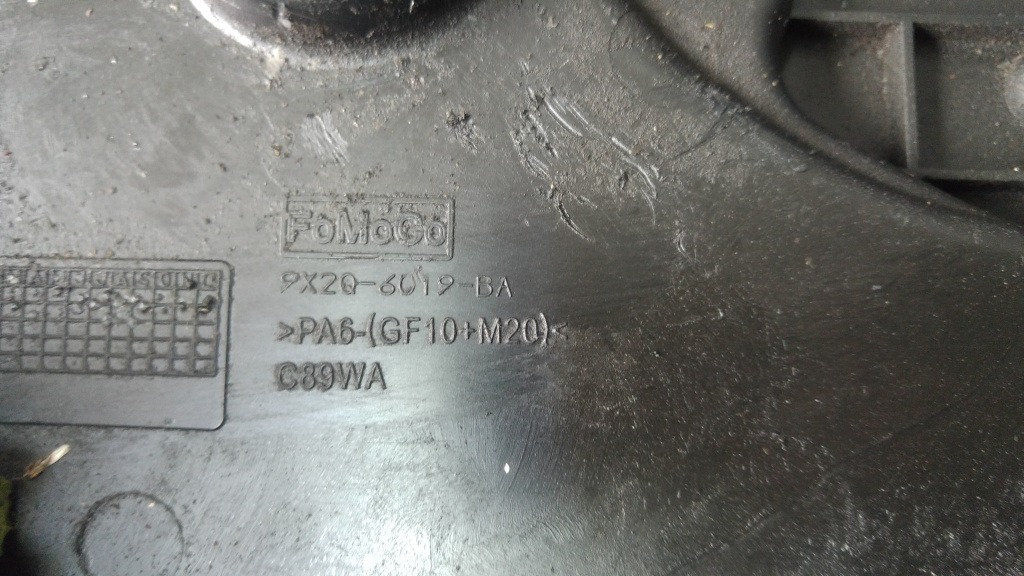 FoMoCo
9X2Q-6019-BA
>PA6-(GF10+M20)<
C89WA